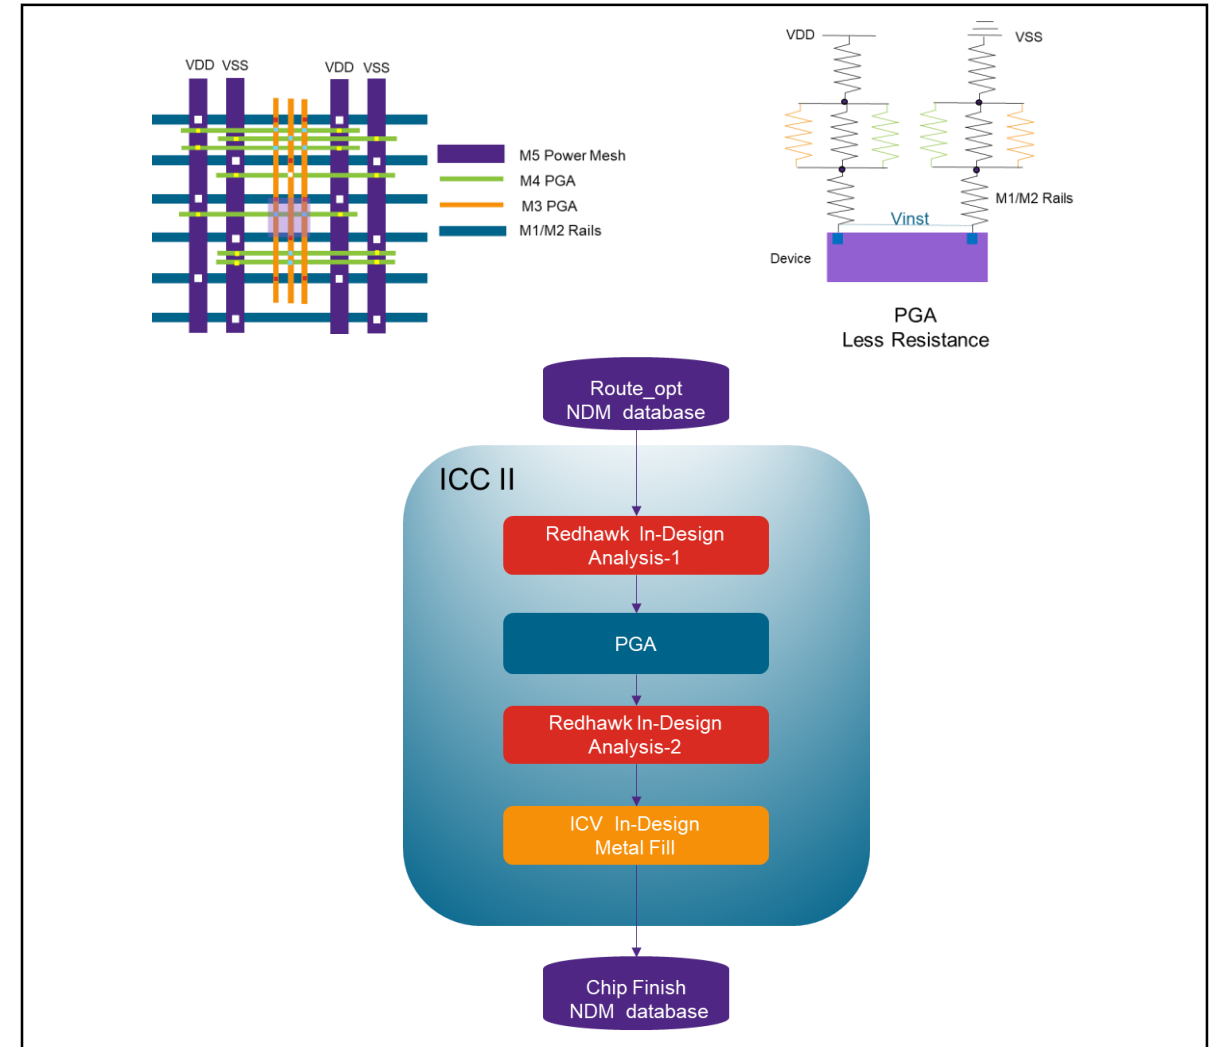 VDD VSS
VDD VSS
M5 Power Mesh
M4 PGA
M3 PGA
M1/M2 Rails
VDD
VSS
M1/M2 Rails
Vinst
Device
PGA
Less Resistance
Route_opt
NDM database
ICC II
Redhawk In-Design
Analysis-1
PGA
Redhawk In-Design
Analysis-2
ICV In-Design
Metal Fill
Chip Finish
NDM database